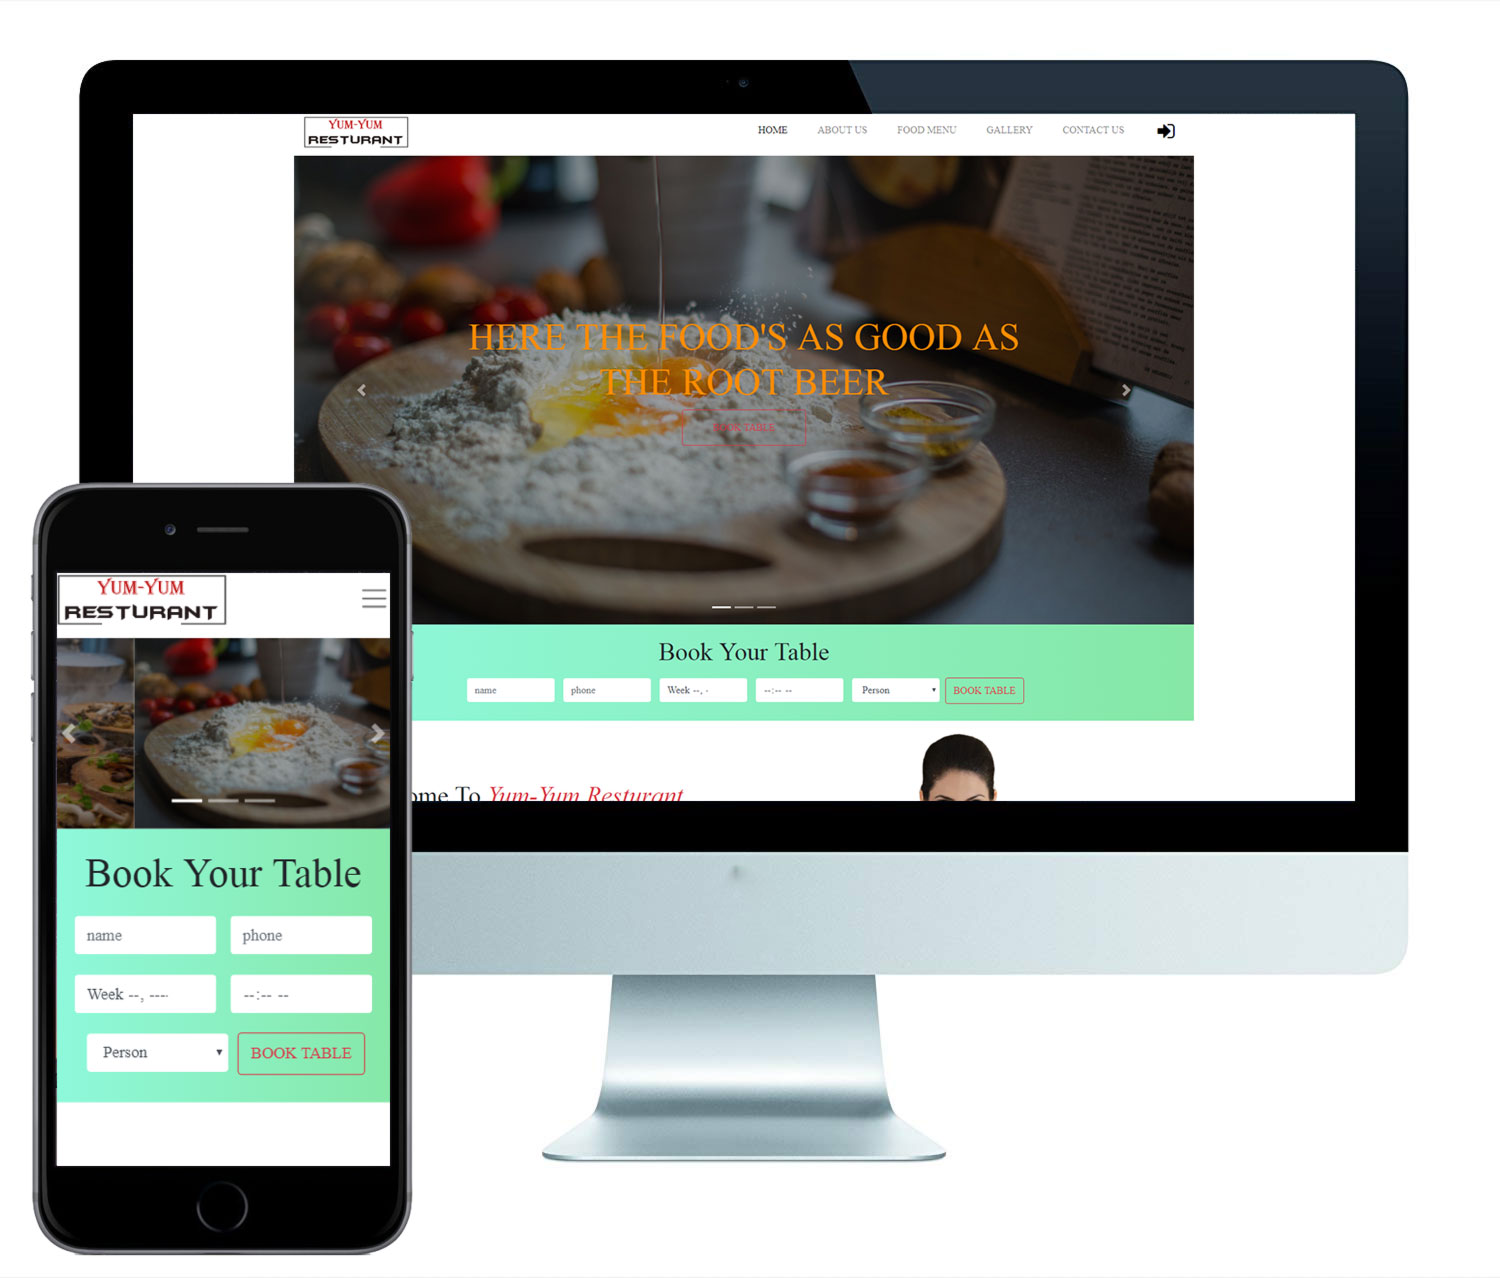 YUM-YUM
RESTURANT
HOME ABOUT US FOOD MENU GALLERY CONTACT US
HERE THE FOOD'S AS GOOD AS
THE ROOT BEER
BOOK TABLE
Book Your Table
name phone Week --, - --:-- -- Person BOOK TABLE
ome To Yum-Yum Resturant
YUM-YUM
RESTURANT
Book Your Table
name phone
Week --, ---- --:-- --
Person BOOK TABLE